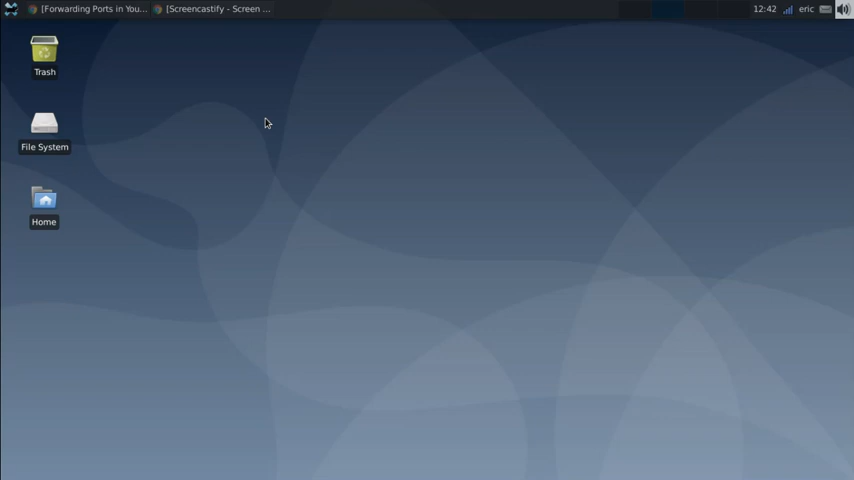 [Forwarding Ports in You...
[Screencastify - Screen ...
12:42
eric
Trash
File System
Home